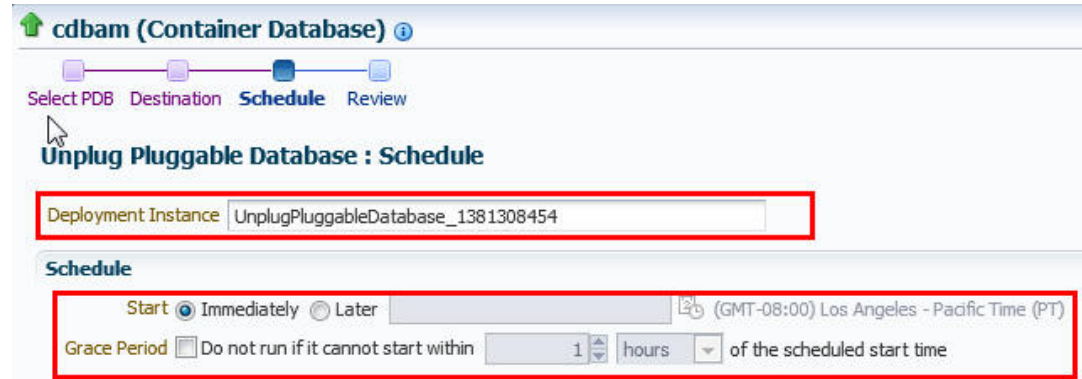 cdbam (Container Database)
Select PDB Destination Schedule Review
Unplug Pluggable Database : Schedule
Deployment Instance UnplugPluggableDatabase_1381308454
Schedule
Start Immediately Later (GMT-08:00) Los Angeles - Pacific Time (PT)
Grace Period Do not run if it cannot start within 1 hours of the scheduled start time